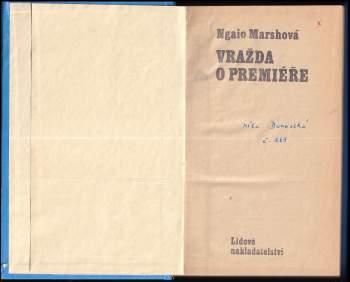 Ngaio Marshová
VRAŽDA
O PREMIÉŘE
Lidové
nakladatelství